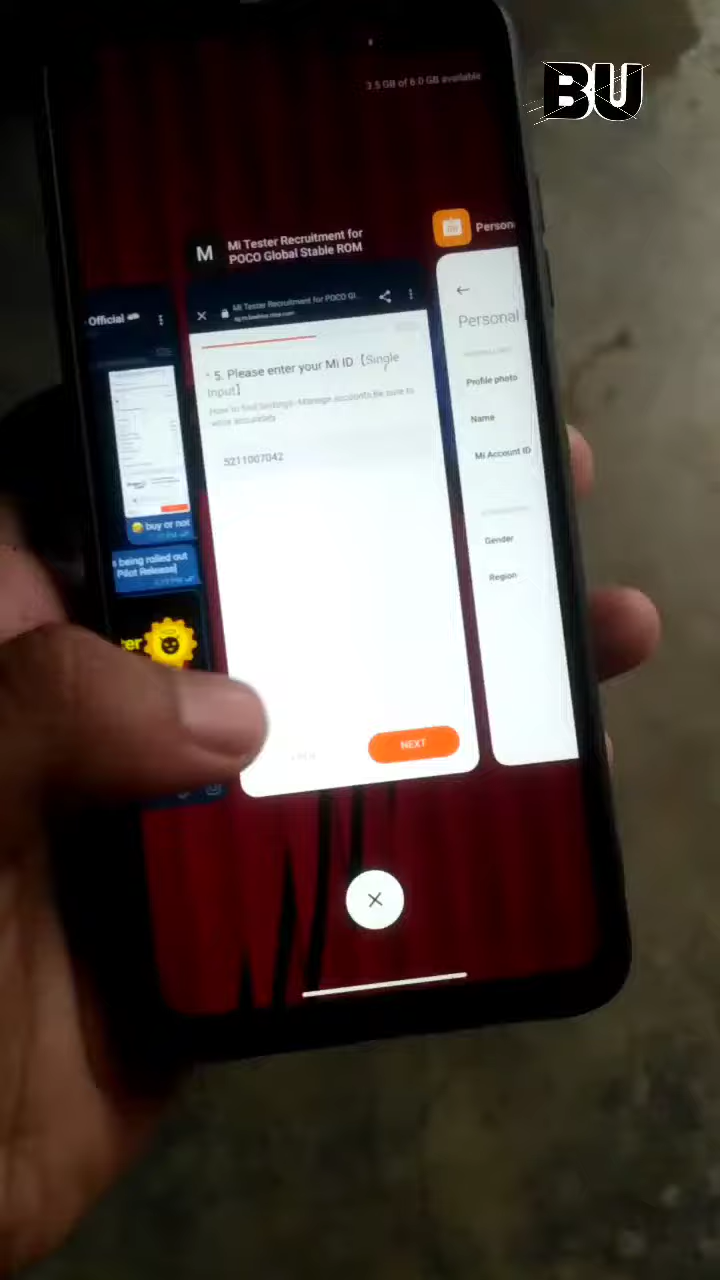 BU
3.5 GB of 6.0 GB available
M
Mi Tester Recruitment for
POCO Global Stable ROM
Person
Official
Mi Tester Recruitment for POCO Gl...
* 5. Please enter your Mi ID【Single
Input】
How to find Settings-Manage accounts.Be sure to
write accurately
5211007042
NEXT
Personal
Profile photo
Name
Mi Account ID
Gender
Region
buy or not
s being rolled out
Pilot Release]
ter